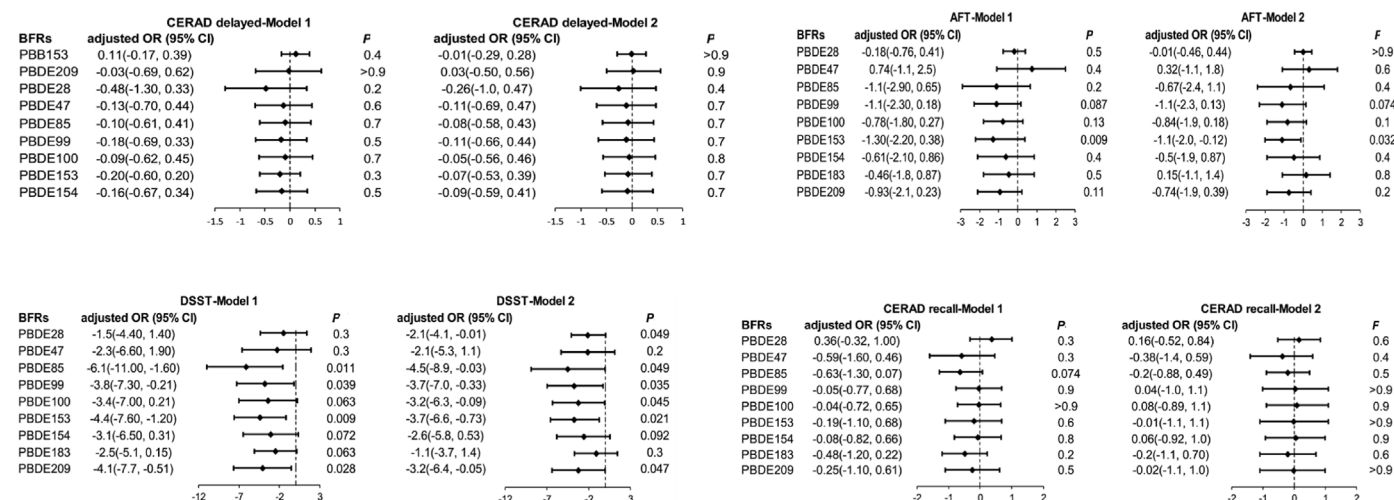 CERAD delayed-Model 1 CERAD delayed-Model 2
BFRs adjusted OR (95% CI) P adjusted OR (95% CI) P
PBB153 0.11(-0.17, 0.39) 0.4 -0.01(-0.29, 0.28) >0.9
PBDE209 -0.03(-0.69, 0.62) >0.9 0.03(-0.50, 0.56) 0.9
PBDE28 -0.48(-1.30, 0.33) 0.2 -0.26(-1.0, 0.47) 0.4
PBDE47 -0.13(-0.70, 0.44) 0.6 -0.11(-0.69, 0.47) 0.7
PBDE85 -0.10(-0.61, 0.41) 0.7 -0.08(-0.58, 0.43) 0.7
PBDE99 -0.18(-0.69, 0.33) 0.5 -0.11(-0.66, 0.44) 0.7
PBDE100 -0.09(-0.62, 0.45) 0.7 -0.05(-0.56, 0.46) 0.8
PBDE153 -0.20(-0.60, 0.20) 0.3 -0.07(-0.53, 0.39) 0.7
PBDE154 -0.16(-0.67, 0.34) 0.5 -0.09(-0.59, 0.41) 0.7
-1.5 -1 -0.5 0 0.5 1 -1.5 -1 -0.5 0 0.5 1
AFT-Model 1 AFT-Model 2
BFRs adjusted OR (95% CI) P adjusted OR (95% CI) F
PBDE28 -0.18(-0.76, 0.41) 0.5 -0.01(-0.46, 0.44) >0.9
PBDE47 0.74(-1.1, 2.5) 0.4 0.32(-1.1, 1.8) 0.6
PBDE85 -1.1(-2.90, 0.65) 0.2 -0.67(-2.4, 1.1) 0.4
PBDE99 -1.1(-2.30, 0.18) 0.087 -1.1(-2.3, 0.13) 0.074
PBDE100 -0.78(-1.80, 0.27) 0.13 -0.84(-1.9, 0.18) 0.1
PBDE153 -1.30(-2.20, 0.38) 0.009 -1.1(-2.0, -0.12) 0.032
PBDE154 -0.61(-2.10, 0.86) 0.4 -0.5(-1.9, 0.87) 0.4
PBDE183 -0.46(-1.8, 0.87) 0.5 0.15(-1.1, 1.4) 0.8
PBDE209 -0.93(-2.1, 0.23) 0.11 -0.74(-1.9, 0.39) 0.2
-3 -2 -1 0 1 2 3 -3 -2 -1 0 1 2 3
DSST-Model 1 DSST-Model 2
BFRs adjusted OR (95% CI) P adjusted OR (95% CI) P
PBDE28 -1.5(-4.40, 1.40) 0.3 -2.1(-4.1, -0.01) 0.049
PBDE47 -2.3(-6.60, 1.90) 0.3 -2.1(-5.3, 1.1) 0.2
PBDE85 -6.1(-11.00, -1.60) 0.011 -4.5(-8.9, -0.03) 0.049
PBDE99 -3.8(-7.30, -0.21) 0.039 -3.7(-7.0, -0.33) 0.035
PBDE100 -3.4(-7.00, 0.21) 0.063 -3.2(-6.3, -0.09) 0.045
PBDE153 -4.4(-7.60, -1.20) 0.009 -3.7(-6.6, -0.73) 0.021
PBDE154 -3.1(-6.50, 0.31) 0.072 -2.6(-5.8, 0.53) 0.092
PBDE183 -2.5(-5.1, 0.15) 0.063 -1.1(-3.7, 1.4) 0.3
PBDE209 -4.1(-7.7, -0.51) 0.028 -3.2(-6.4, -0.05) 0.047
-12 -7 -2 3 -12 -7 -2 3
CERAD recall-Model 1 CERAD recall-Model 2
BFRs adjusted OR (95% CI) P. adjusted OR (95% CI) F
PBDE28 0.36(-0.32, 1.00) 0.3 0.16(-0.52, 0.84) 0.6
PBDE47 -0.59(-1.60, 0.46) 0.3 -0.38(-1.4, 0.59) 0.4
PBDE85 -0.63(-1.30, 0.07) 0.074 -0.2(-0.88, 0.49) 0.5
PBDE99 -0.05(-0.77, 0.68) 0.9 0.04(-1.0, 1.1) >0.9
PBDE100 -0.04(-0.72, 0.65) >0.9 0.08(-0.89, 1.1) 0.9
PBDE153 -0.19(-1.10, 0.68) 0.6 -0.01(-1.1, 1.1) >0.9
PBDE154 -0.08(-0.82, 0.66) 0.8 0.06(-0.92, 1.0) 0.9
PBDE183 -0.48(-1.20, 0.22) 0.2 -0.2(-1.1, 0.70) 0.6
PBDE209 -0.25(-1.10, 0.61) 0.5 -0.02(-1.1, 1.0) >0.9
-2 -1 0 1 2 -2 -1 0 1 2